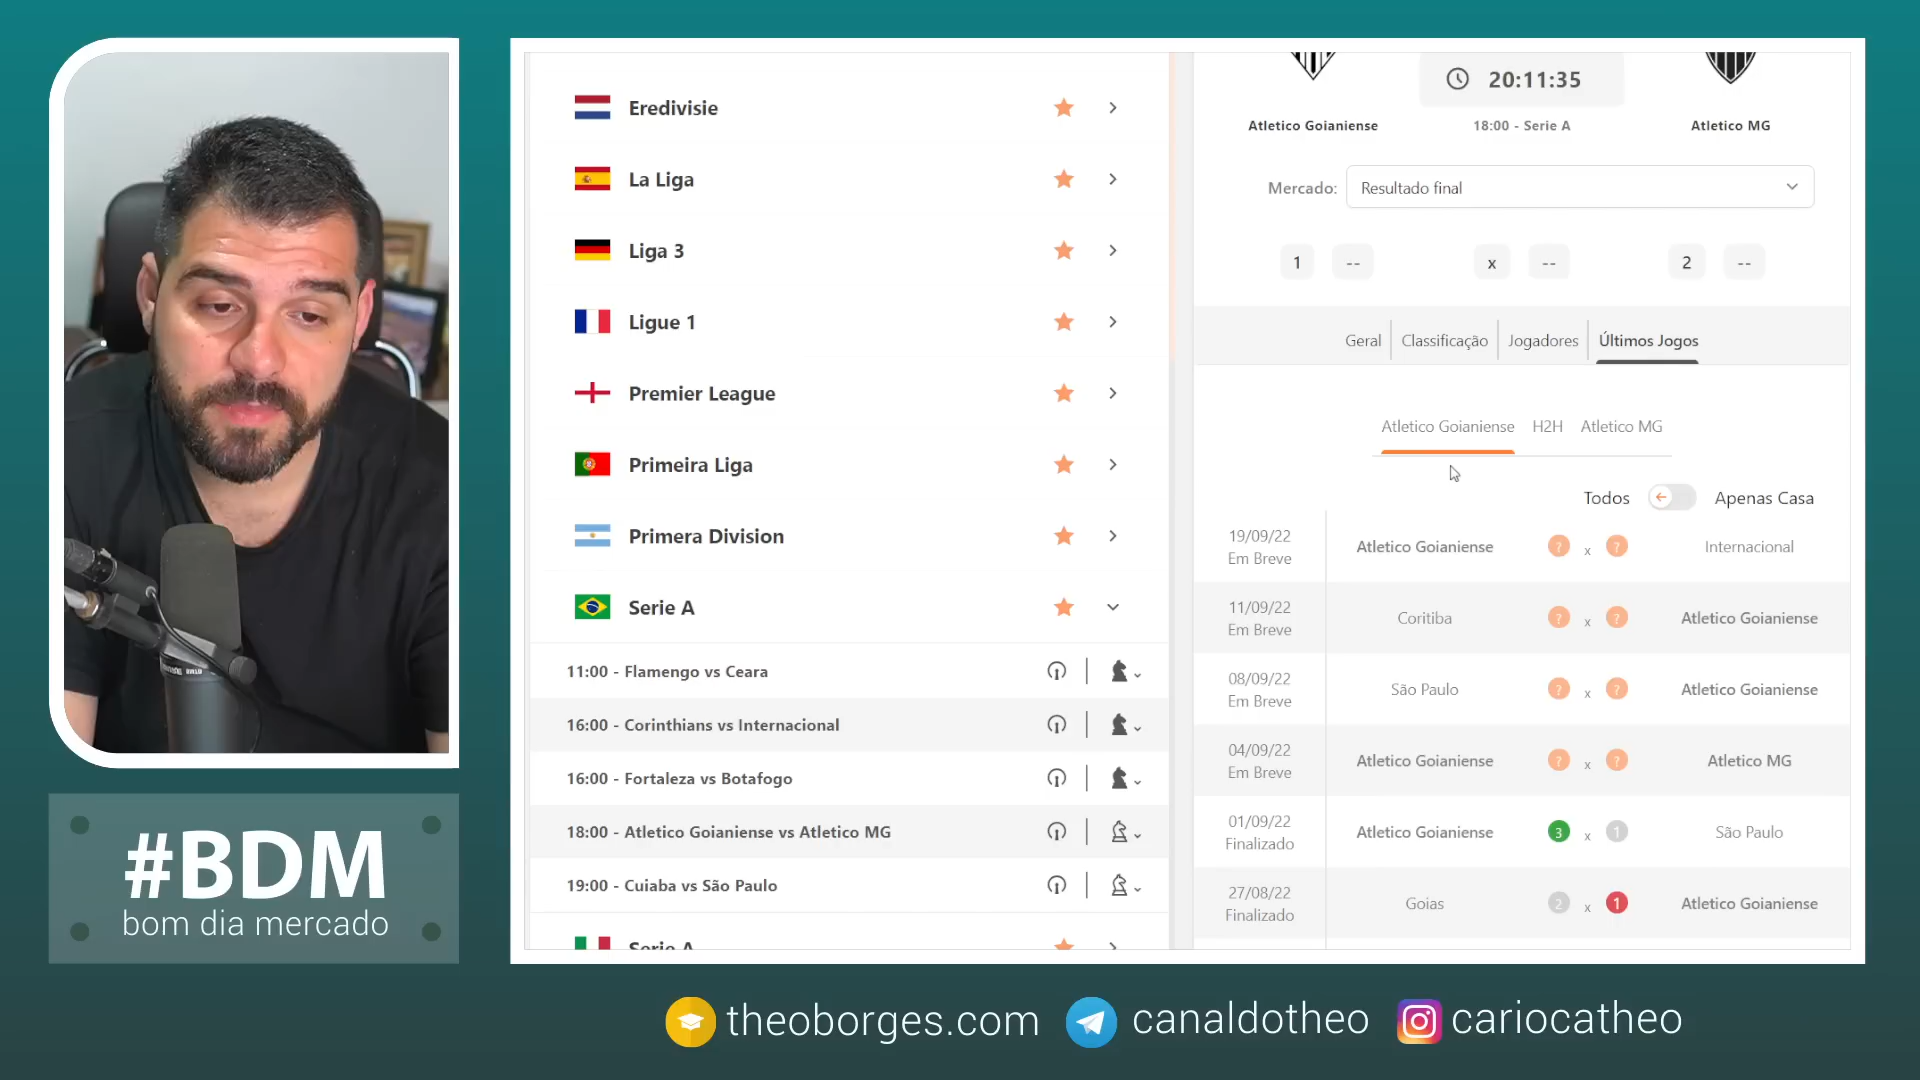 #BDM
bom dia mercado
Eredivisie
La Liga
Liga 3
Ligue 1
Premier League
Primeira Liga
Primera Division
Serie A
11:00 - Flamengo vs Ceara
16:00 - Corinthians vs Internacional
16:00 - Fortaleza vs Botafogo
18:00 - Atletico Goianiense vs Atletico MG
19:00 - Cuiaba vs São Paulo
Serie A
20:11:35
Atletico Goianiense
18:00 - Serie A
Atletico MG
Mercado: Resultado final
1 -- x -- 2 --
Geral Classificação Jogadores Últimos Jogos
Atletico Goianiense H2H Atletico MG
Todos Apenas Casa
19/09/22
Em Breve
Atletico Goianiense ? x ? Internacional
11/09/22
Em Breve
Coritiba ? x ? Atletico Goianiense
08/09/22
Em Breve
São Paulo ? x ? Atletico Goianiense
04/09/22
Em Breve
Atletico Goianiense ? x ? Atletico MG
01/09/22
Finalizado
Atletico Goianiense 3 x 1 São Paulo
27/08/22
Finalizado
Goias 2 x 1 Atletico Goianiense
theoborges.com canaldotheo cariocatheo